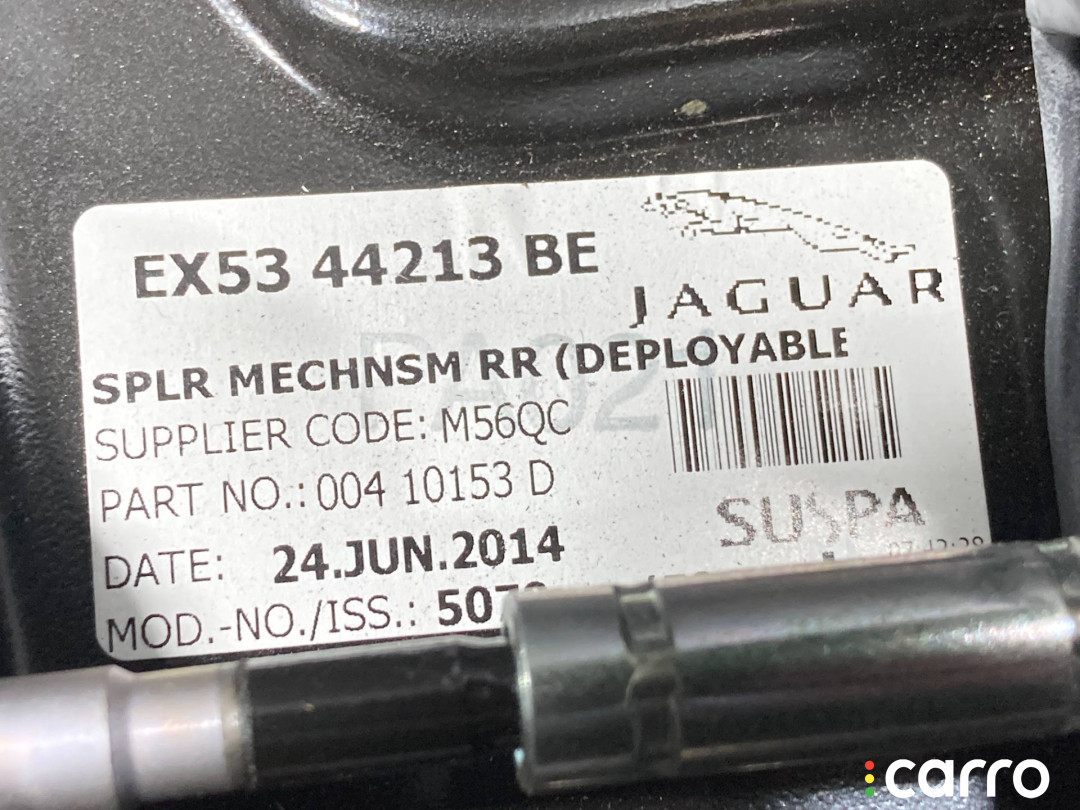 EX53 44213 BE
JAGUAR
SPLR MECHNSM RR (DEPLOYABLE
SUPPLIER CODE: M56QC
PART NO.: 004 10153 D
SUSPA
DATE: 24.JUN.2014
MOD.-NO./ISS.:
carro